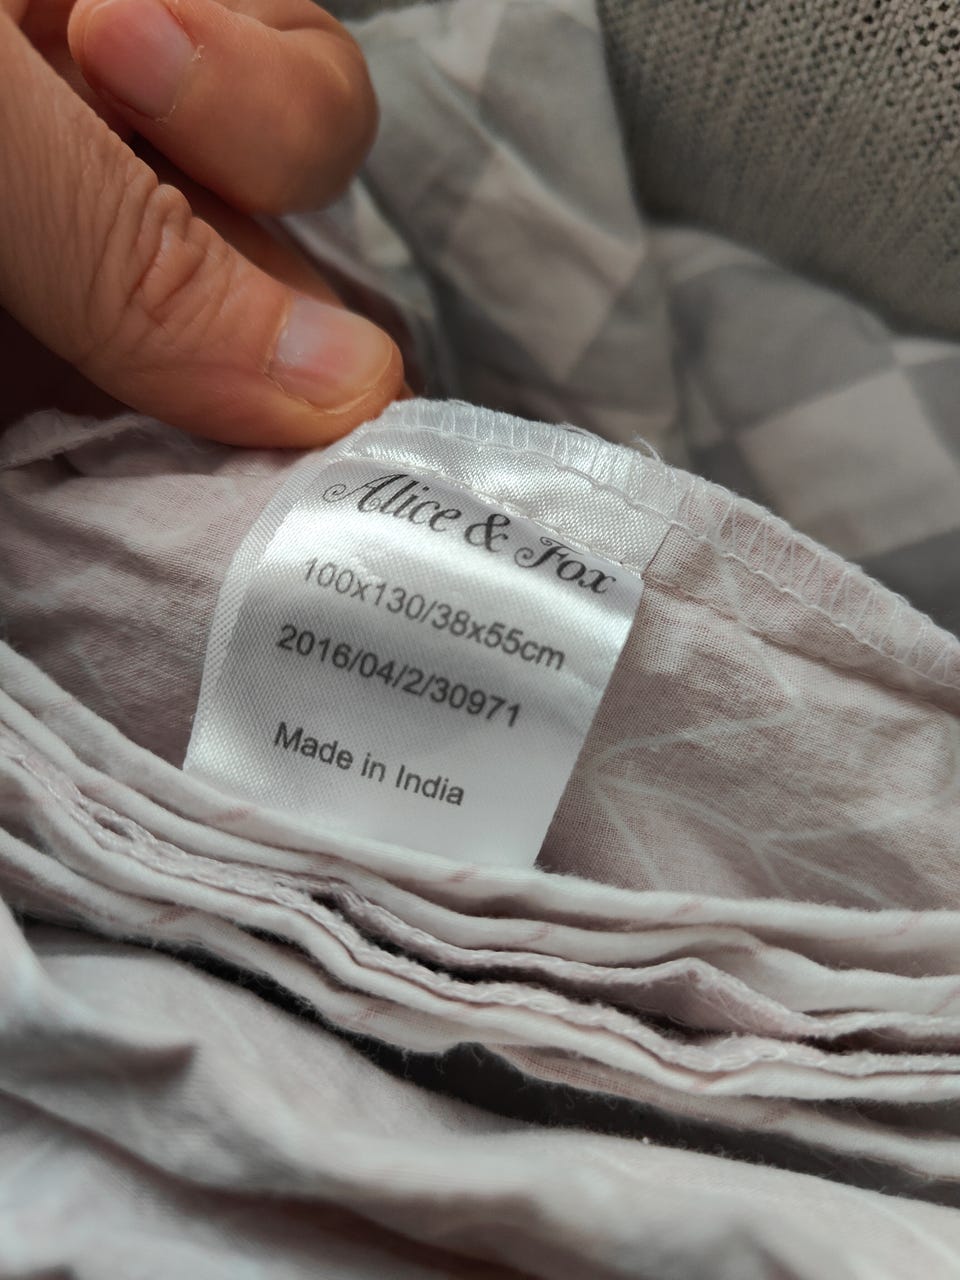 Alice & Fox
100x130/38x55cm
2016/04/2/30971
Made in India